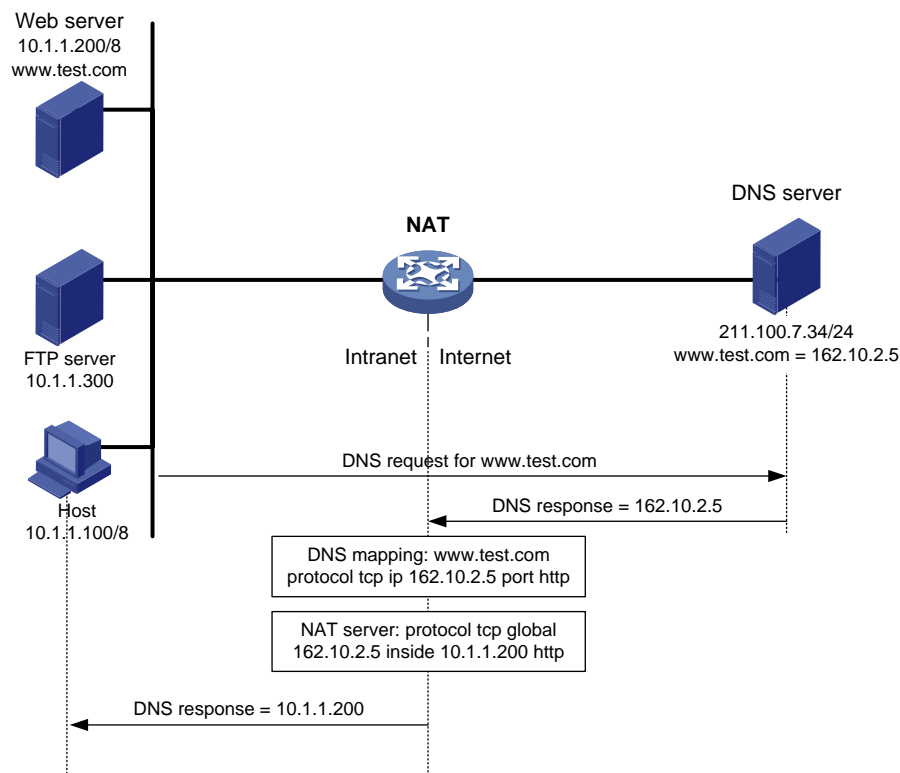 Web server
10.1.1.200/8
www.test.com
DNS server
NAT
211.100.7.34/24
www.test.com = 162.10.2.5
FTP server
10.1.1.300
Intranet
Internet
Host
10.1.1.100/8
DNS request for www.test.com
DNS response = 162.10.2.5
DNS mapping: www.test.com
protocol tcp ip 162.10.2.5 port http
NAT server: protocol tcp global
162.10.2.5 inside 10.1.1.200 http
DNS response = 10.1.1.200